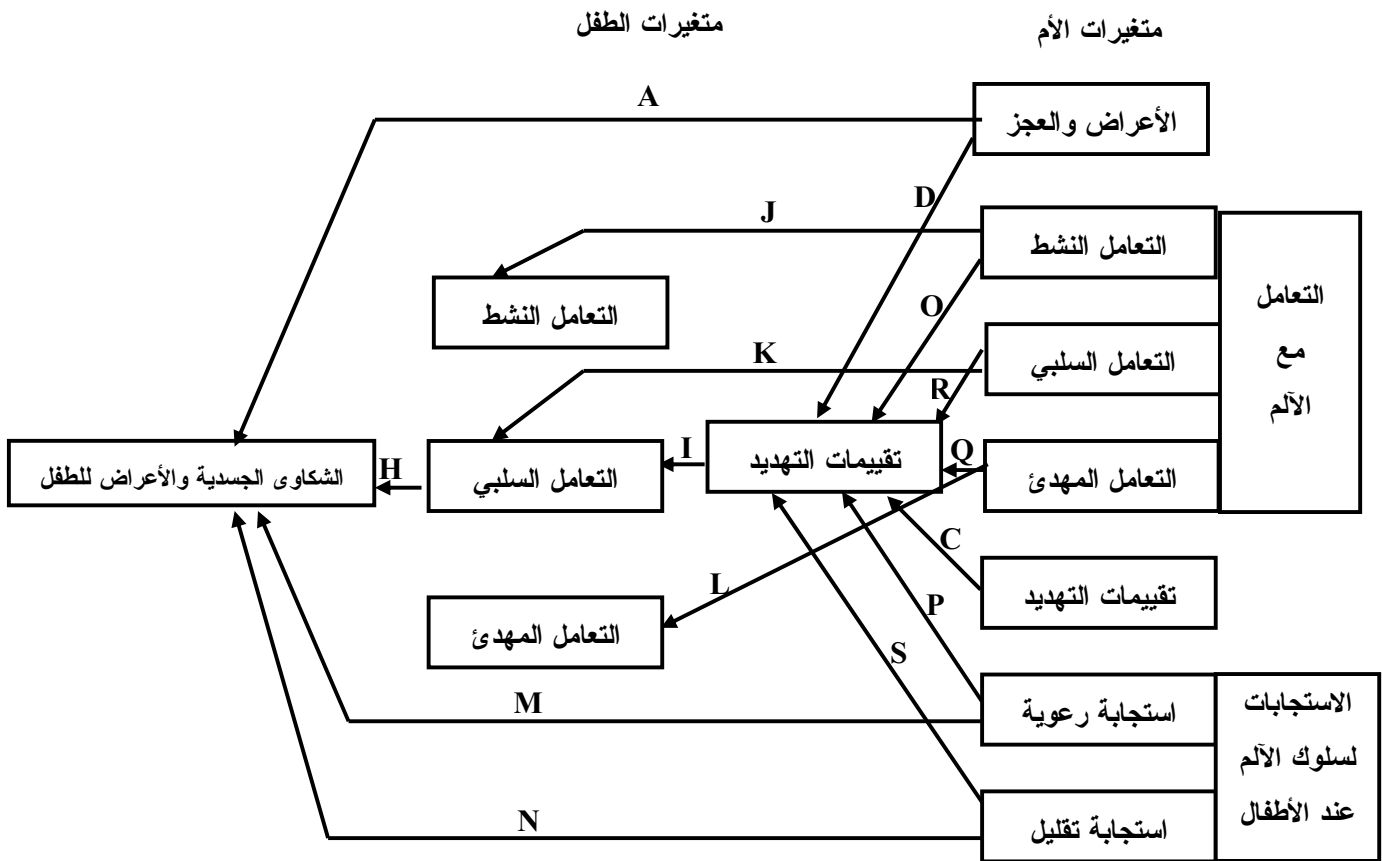 متغيرات الأم
متغيرات الطفل
A
الأعراض والعجز
D
J
التعامل النشط
التعامل
مع
الآلم
التعامل النشط
O
K
التعامل السلبي
R
الشكاوى الجسدية والأعراض للطفل
H
التعامل السلبي
I
تقييمات التهديد
Q
التعامل المهدئ
C
تقييمات التهديد
L
التعامل المهدئ
P
S
M
استجابة رعوية
الاستجابات
لسلوك الآلم
عند الأطفال
N
استجابة تقليل